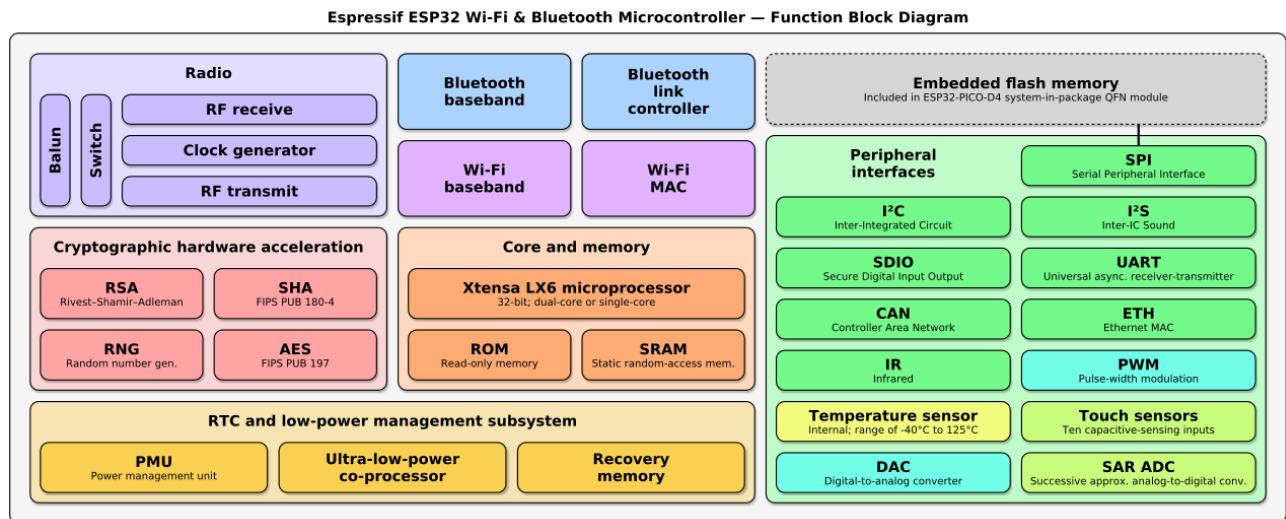 Espressif ESP32 Wi-Fi & Bluetooth Microcontroller — Function Block Diagram
Radio
Balun
Switch
RF receive
Clock generator
RF transmit
Bluetooth
baseband
Bluetooth
link
controller
Wi-Fi
baseband
Wi-Fi
MAC
Embedded flash memory
Included in ESP32-PICO-D4 system-in-package QFN module
Cryptographic hardware acceleration
RSA
Rivest–Shamir–Adleman
SHA
FIPS PUB 180-4
RNG
Random number gen.
AES
FIPS PUB 197
Core and memory
Xtensa LX6 microprocessor
32-bit; dual-core or single-core
ROM
Read-only memory
SRAM
Static random-access mem.
RTC and low-power management subsystem
PMU
Power management unit
Ultra-low-power
co-processor
Recovery
memory
Peripheral
interfaces
SPI
Serial Peripheral Interface
I²C
Inter-Integrated Circuit
I²S
Inter-IC Sound
SDIO
Secure Digital Input Output
UART
Universal async. receiver-transmitter
CAN
Controller Area Network
ETH
Ethernet MAC
IR
Infrared
PWM
Pulse-width modulation
Temperature sensor
Internal; range of -40°C to 125°C
Touch sensors
Ten capacitive-sensing inputs
DAC
Digital-to-analog converter
SAR ADC
Successive approx. analog-to-digital conv.